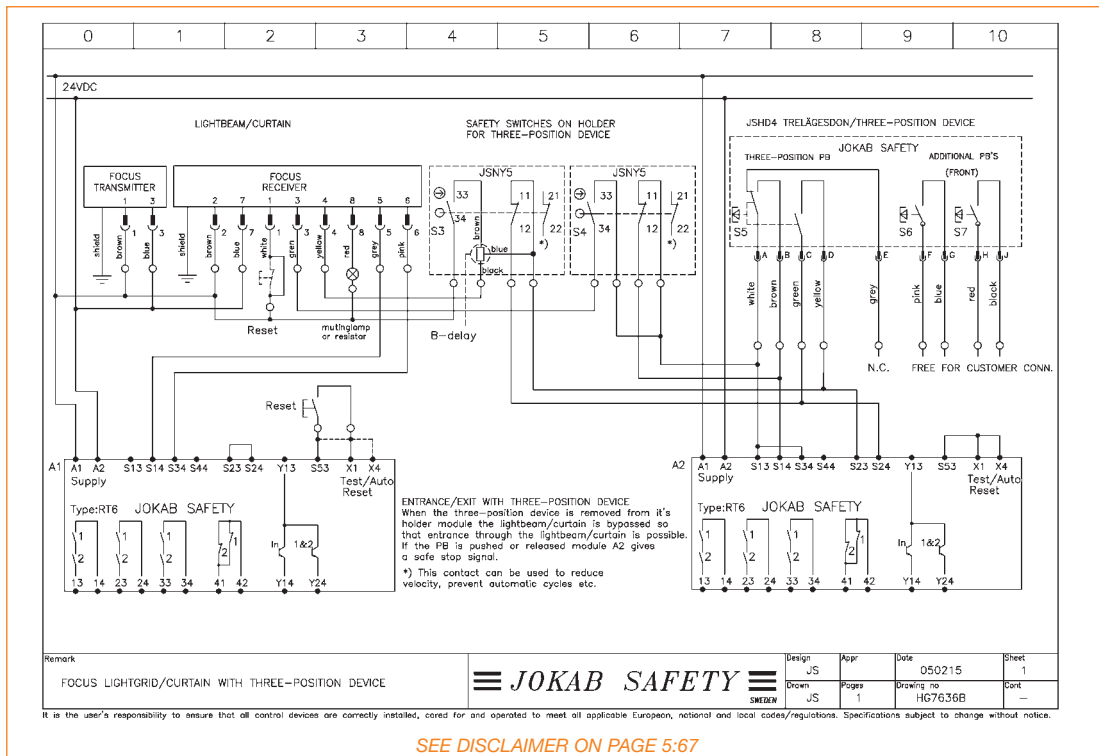 0 1 2 3 4 5 6 7 8 9 10
24VDC
LIGHTBEAM/CURTAIN
SAFETY SWITCHES ON HOLDER
FOR THREE-POSITION DEVICE
JSHD4 TRELÄGESDON/THREE-POSITION DEVICE
FOCUS
TRANSMITTER
1 3
FOCUS
RECEIVER
2 7 1 3 4 8 5 6
JSNY5
33 11 21
S3 34 12 22
*)
brown
blue
black
JSNY5
33 11 21
S4 34 12 22
*)
JOKAB SAFETY
THREE-POSITION PB
ADDITIONAL PB'S
(FRONT)
S5 S6 S7
A B C D E F G H J
shield brown 1 blue 3 shield brown 2 blue 7 white 1 gren 3 yellow 4 red 8 grey 5 pink 6
white brown green yellow grey pink blue red black
Reset
mutinglamp
or resistor
B-delay
N.C. FREE FOR CUSTOMER CONN.
Reset
A1 A1 A2 S13 S14 S34 S44 S23 S24 Y13 S53 X1 X4
Supply
Test/Auto
Reset
Type:RT6 JOKAB SAFETY
1 1 1 1
2 2 2 2
In 1&2
13 14 23 24 33 34 41 42 Y14 Y24
ENTRANCE/EXIT WITH THREE-POSITION DEVICE
When the three-position device is removed from it's
holder module the lightbeam/curtain is bypassed so
that entrance through the lightbeam/curtain is possible.
If the PB is pushed or released module A2 gives
a safe stop signal.
*) This contact can be used to reduce
velocity, prevent automatic cycles etc.
A2 A1 A2 S13 S14 S34 S44 S23 S24 Y13 S53 X1 X4
Supply
Test/Auto
Reset
Type:RT6 JOKAB SAFETY
1 1 1 1
2 2 2 2
In 1&2
13 14 23 24 33 34 41 42 Y14 Y24
Remark
FOCUS LIGHTGRID/CURTAIN WITH THREE-POSITION DEVICE
JOKAB SAFETY
SWEDEN
Design Appr Date Sheet
JS 050215 1
Drawn Pages Drawing no Cont
JS 1 HG7636B -
It is the user's responsibility to ensure that all control devices are correctly installed, cared for and operated to meet all applicable European, national and local codes/regulations. Specifications subject to change without notice.
SEE DISCLAIMER ON PAGE 5:67